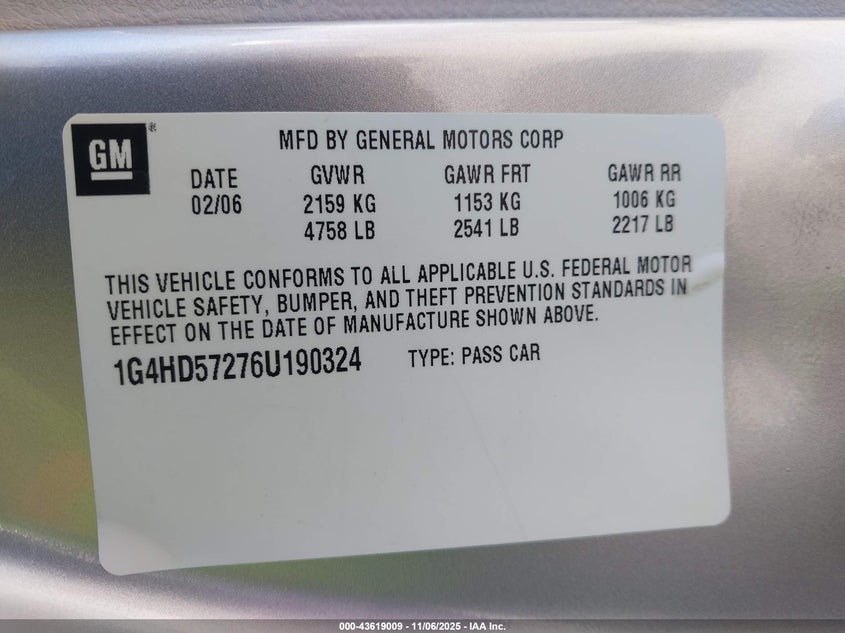 GM®
MFD BY GENERAL MOTORS CORP
DATE GVWR GAWR FRT GAWR RR
02/06 2159 KG 1153 KG 1006 KG
4758 LB 2541 LB 2217 LB
THIS VEHICLE CONFORMS TO ALL APPLICABLE U.S. FEDERAL MOTOR
VEHICLE SAFETY, BUMPER, AND THEFT PREVENTION STANDARDS IN
EFFECT ON THE DATE OF MANUFACTURE SHOWN ABOVE.
1G4HD57276U190324 TYPE: PASS CAR
000-43619009 - 11/06/2025 - IAA Inc.